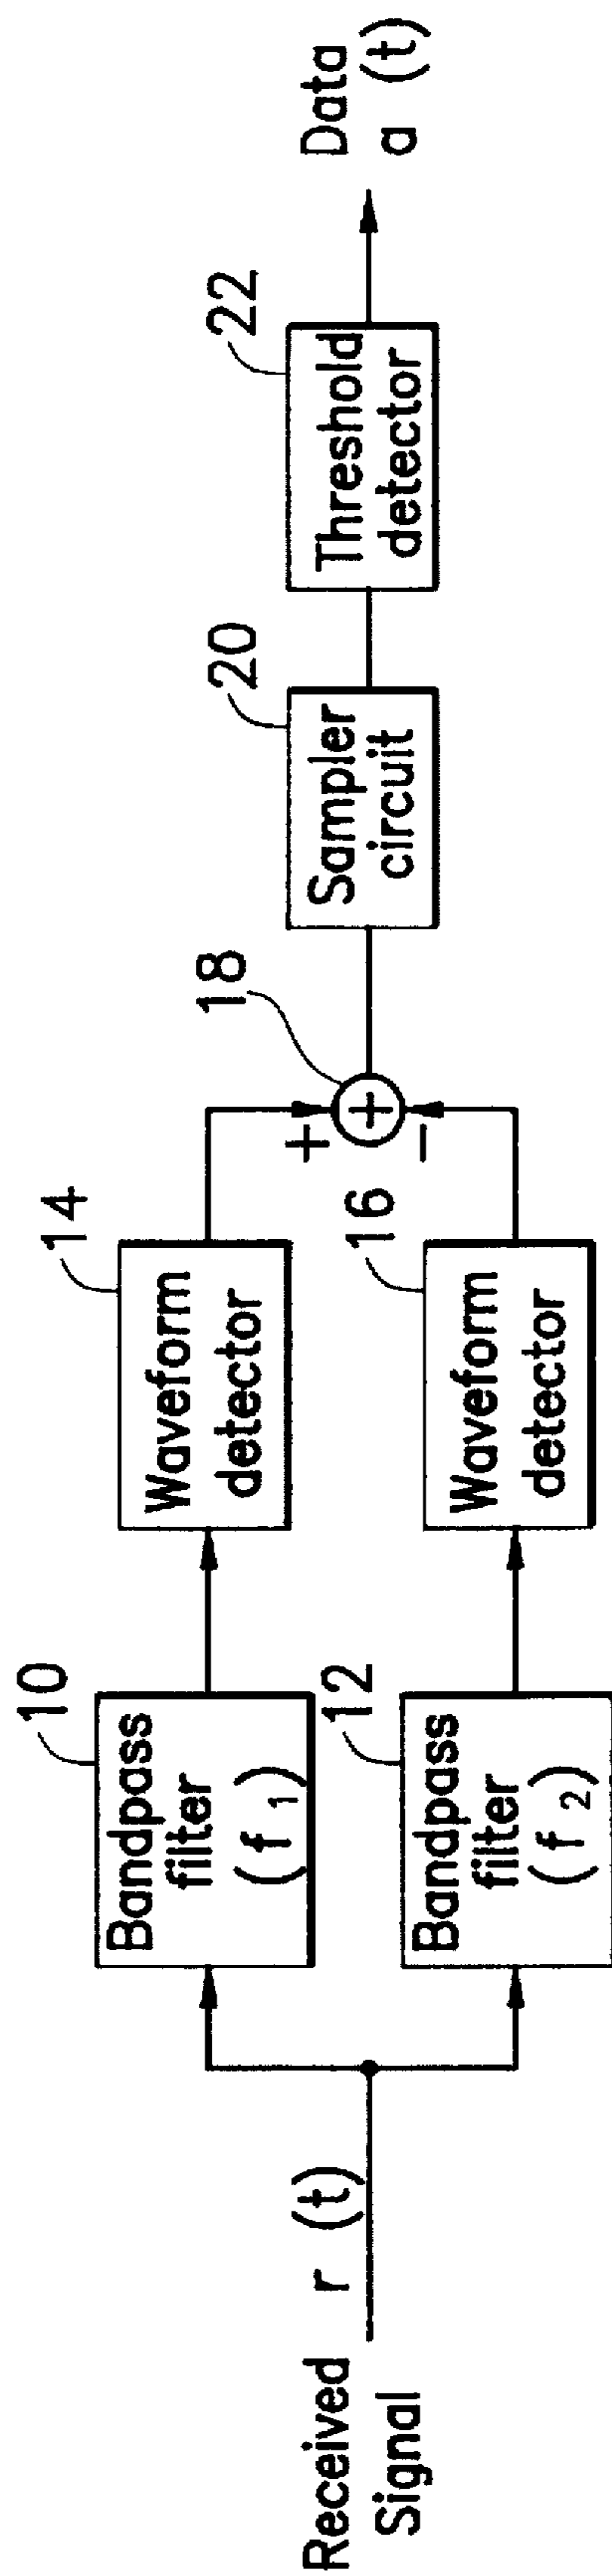 Received
Signal
r (t)
10
Bandpass
filter
(f 1)
12
Bandpass
filter
(f 2)
14
Waveform
detector
16
Waveform
detector
18
+
+
-
20
Sampler
circuit
22
Threshold
detector
Data
a (t)